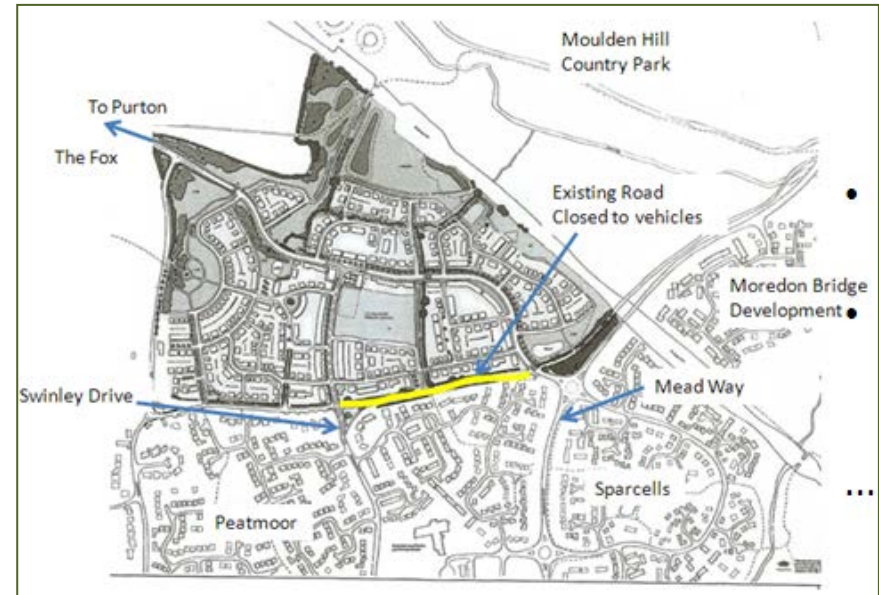 Moulden Hill
Country Park
To Purton
The Fox
Existing Road
Closed to vehicles
Moredon Bridge
Development
Swinley Drive
Mead Way
Sparcells
Peatmoor
...